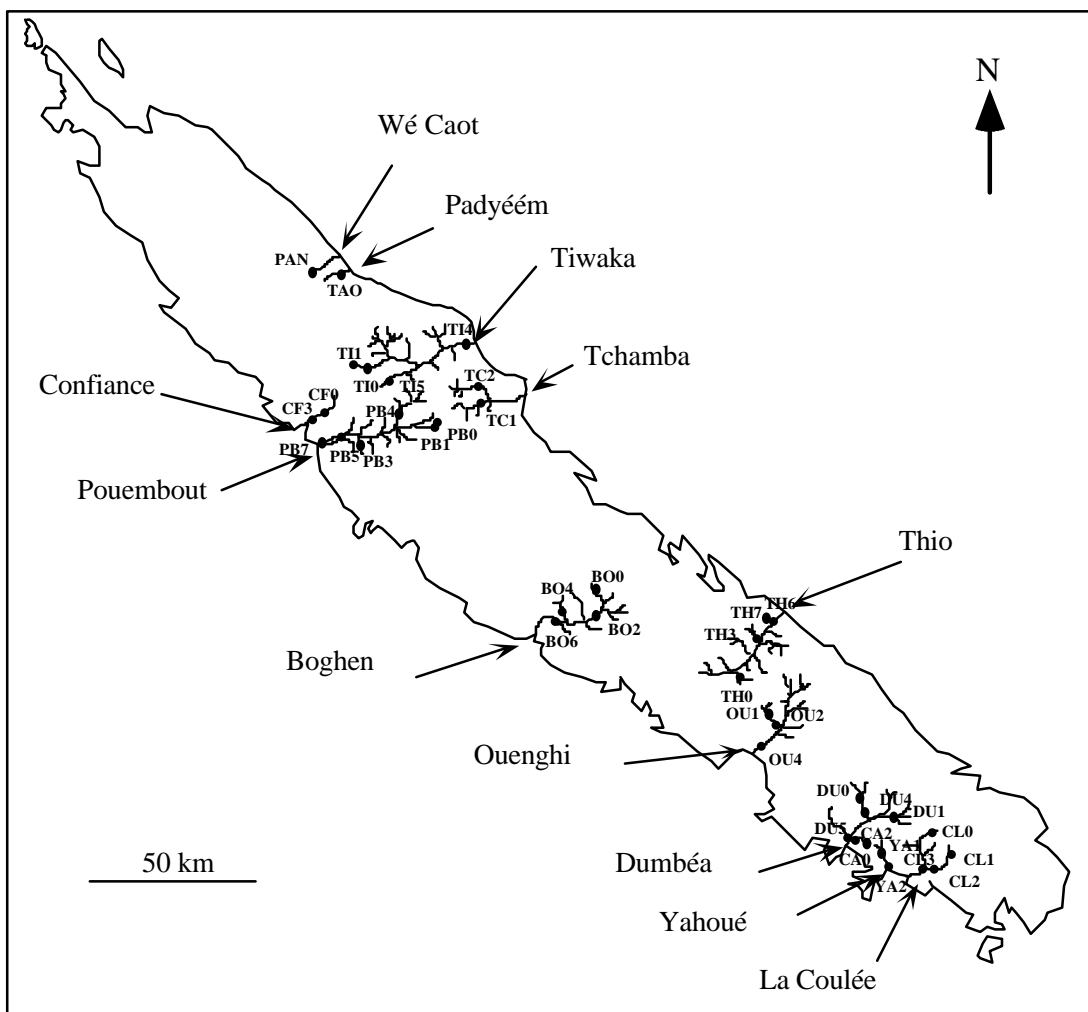 N
Wé Caot
Padyéém
Tiwaka
PAN
TAO
TI4
Tchamba
TI1
TI0
TI5
TC2
TC1
Confiance
CF0
CF3
PB4
PB0
PB1
PB7
PB5
PB3
Pouembout
Thio
BO4
BO0
BO6
BO2
Boghen
TH7
TH6
TH3
TH0
OU1
OU2
OU4
Ouenghi
DU0
DU4
DU1
DU5
CA2
CL0
50 km
Dumbéa
CA0
YA1
CL3
CL1
YA2
CL2
Yahoué
La Coulée